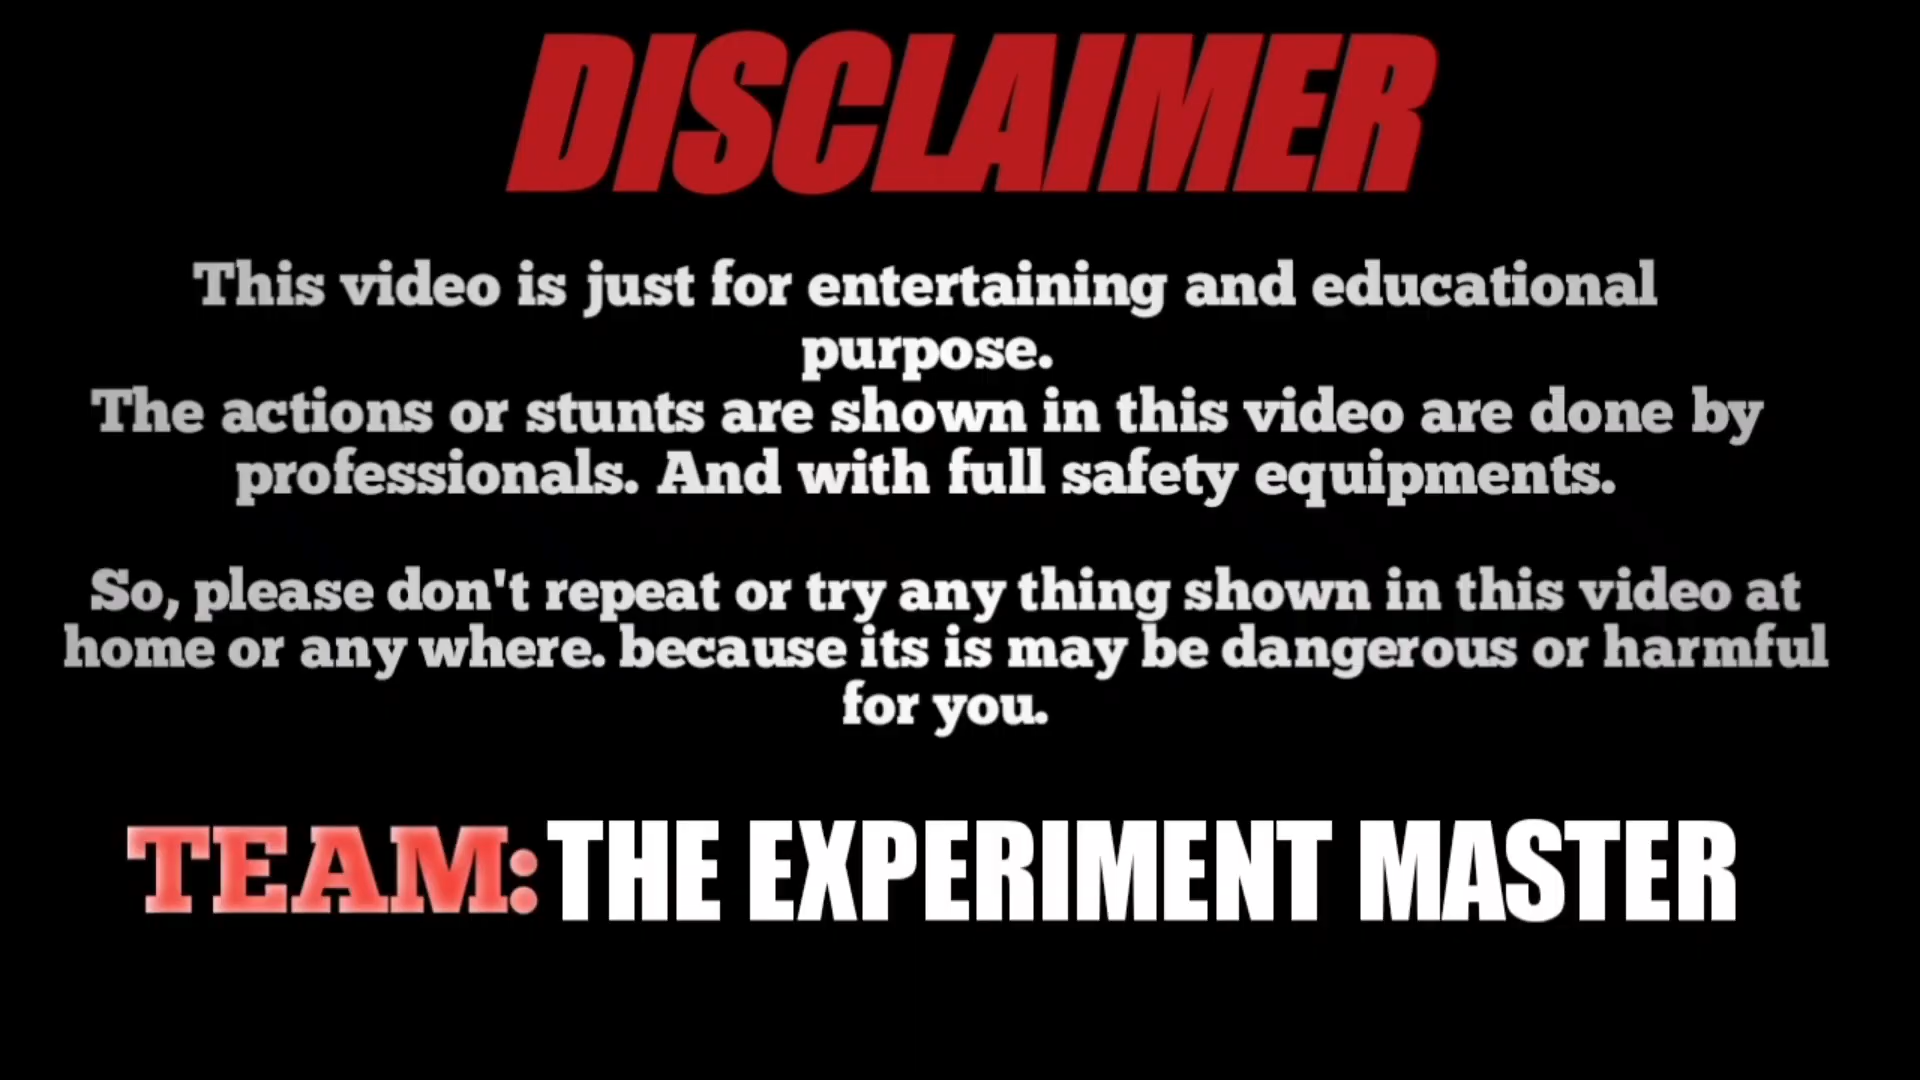 DISCLAIMER
This video is just for entertaining and educational
purpose.
The actions or stunts are shown in this video are done by
professionals. And with full safety equipments.
So, please don't repeat or try any thing shown in this video at
home or any where. because its is may be dangerous or harmful
for you.
TEAM: THE EXPERIMENT MASTER